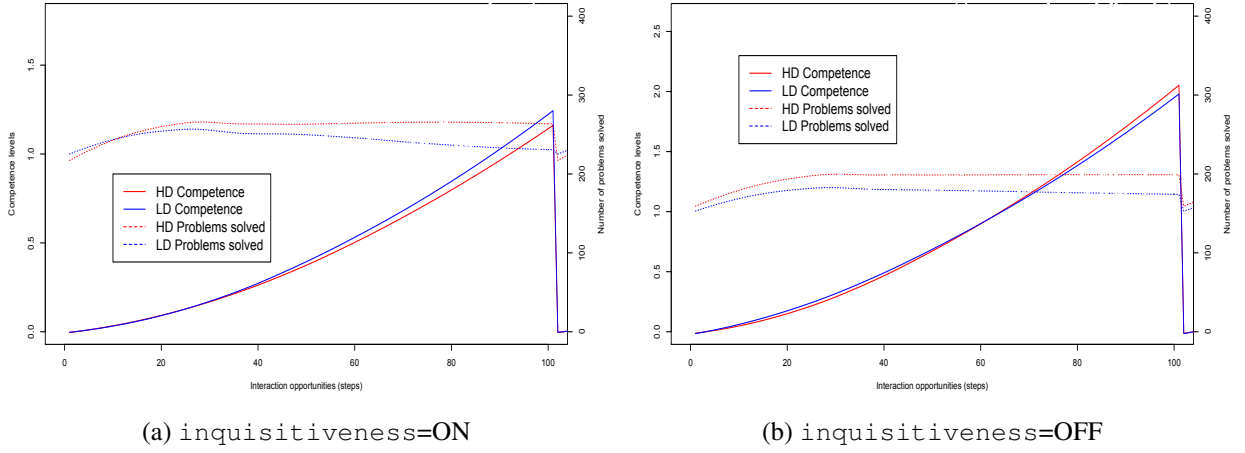 Competence levels
0.0 0.5 1.0 1.5
HD Competence
LD Competence
HD Problems solved
LD Problems solved
0 100 200 300 400
Number of problems solved
0 20 40 60 80 100
Interaction opportunities (steps)
(a) inquisitiveness=ON
Competence levels
0.0 0.5 1.0 1.5 2.0 2.5
HD Competence
LD Competence
HD Problems solved
LD Problems solved
0 100 200 300 400
Number of problems solved
0 20 40 60 80 100
Interaction opportunities (steps)
(b) inquisitiveness=OFF